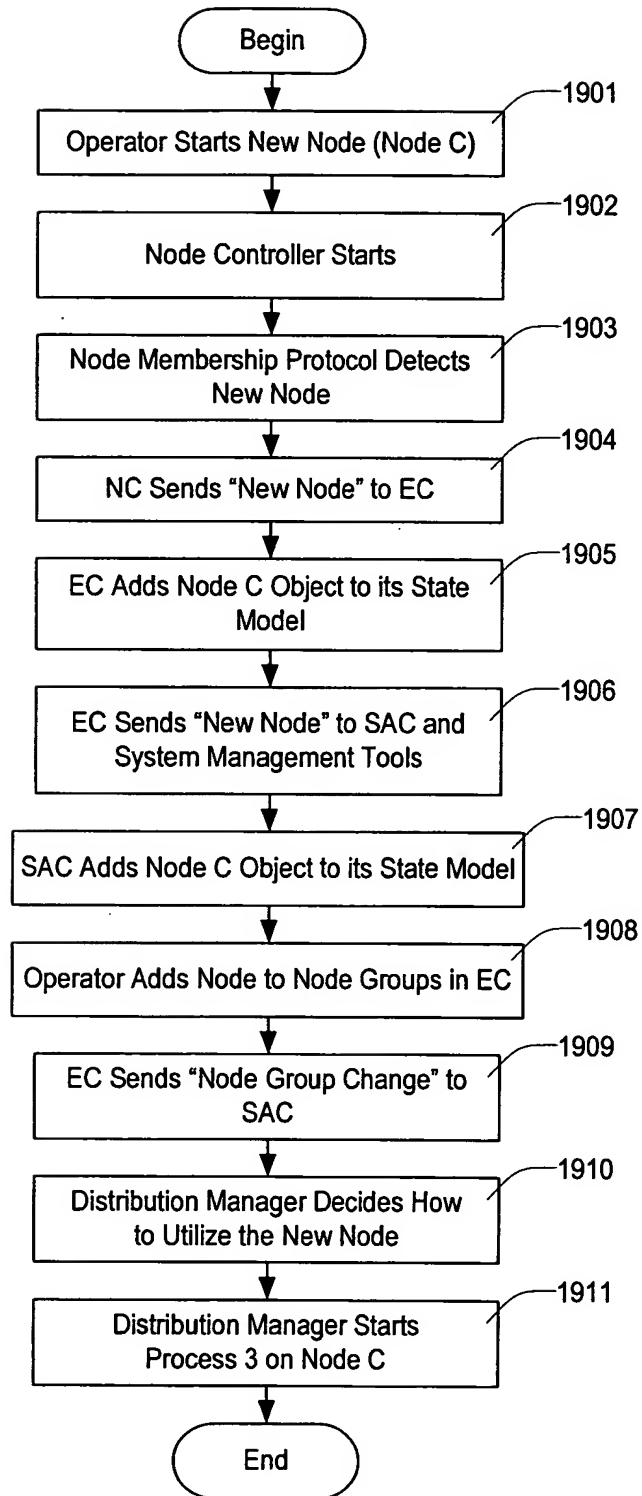 Begin
1901
Operator Starts New Node (Node C)
1902
Node Controller Starts
1903
Node Membership Protocol Detects
New Node
1904
NC Sends “New Node” to EC
1905
EC Adds Node C Object to its State
Model
1906
EC Sends “New Node” to SAC and
System Management Tools
1907
SAC Adds Node C Object to its State Model
1908
Operator Adds Node to Node Groups in EC
1909
EC Sends “Node Group Change” to
SAC
1910
Distribution Manager Decides How
to Utilize the New Node
1911
Distribution Manager Starts
Process 3 on Node C
End